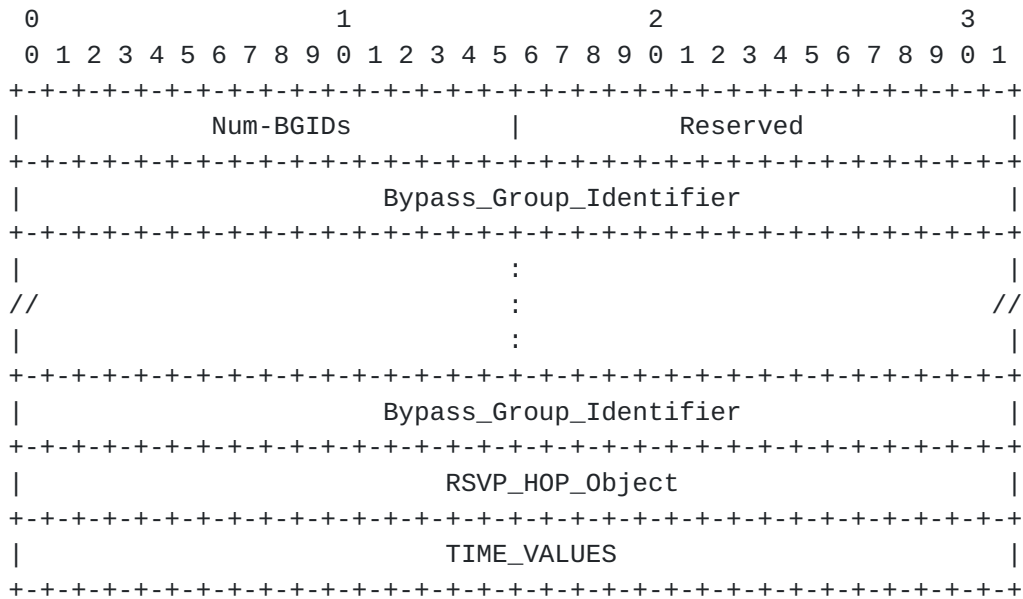 0                   1                   2                   3
 0 1 2 3 4 5 6 7 8 9 0 1 2 3 4 5 6 7 8 9 0 1 2 3 4 5 6 7 8 9 0 1
+-+-+-+-+-+-+-+-+-+-+-+-+-+-+-+-+-+-+-+-+-+-+-+-+-+-+-+-+-+-+-+-+
|            Num-BGIDs          |          Reserved             |
+-+-+-+-+-+-+-+-+-+-+-+-+-+-+-+-+-+-+-+-+-+-+-+-+-+-+-+-+-+-+-+-+
|                       Bypass_Group_Identifier                 |
+-+-+-+-+-+-+-+-+-+-+-+-+-+-+-+-+-+-+-+-+-+-+-+-+-+-+-+-+-+-+-+-+
|                               :                               |
//                              :                              //
|                               :                               |
+-+-+-+-+-+-+-+-+-+-+-+-+-+-+-+-+-+-+-+-+-+-+-+-+-+-+-+-+-+-+-+-+
|                       Bypass_Group_Identifier                 |
+-+-+-+-+-+-+-+-+-+-+-+-+-+-+-+-+-+-+-+-+-+-+-+-+-+-+-+-+-+-+-+-+
|                           RSVP_HOP_Object                     |
+-+-+-+-+-+-+-+-+-+-+-+-+-+-+-+-+-+-+-+-+-+-+-+-+-+-+-+-+-+-+-+-+
|                           TIME_VALUES                         |
+-+-+-+-+-+-+-+-+-+-+-+-+-+-+-+-+-+-+-+-+-+-+-+-+-+-+-+-+-+-+-+-+